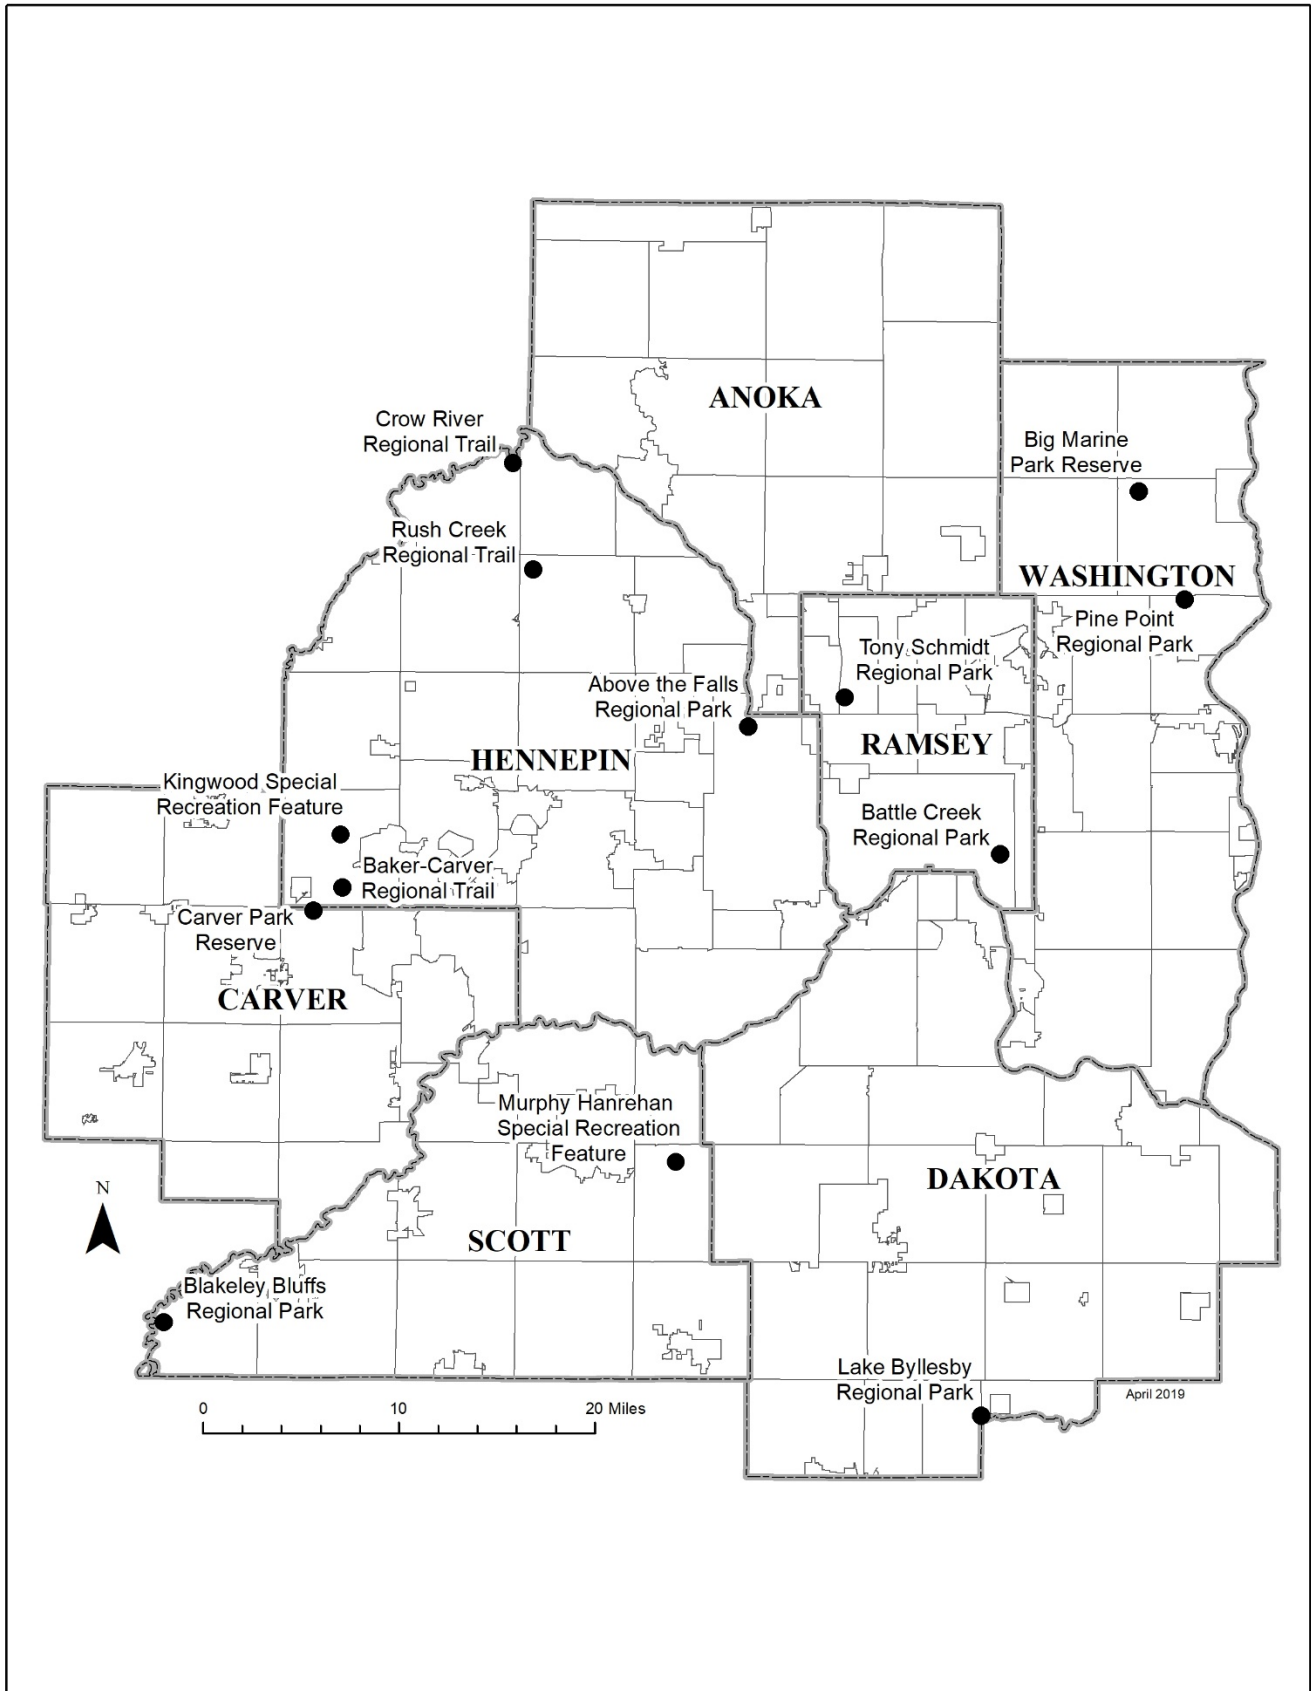 ANOKA
Crow River
Regional Trail
Big Marine
Park Reserve
Rush Creek
Regional Trail
WASHINGTON
Pine Point
Regional Park
Tony Schmidt
Regional Park
Above the Falls
Regional Park
RAMSEY
HENNEPIN
Kingwood Special
Recreation Feature
Battle Creek
Regional Park
Baker-Carver
Regional Trail
Carver Park
Reserve
CARVER
Murphy Hanrehan
Special Recreation
Feature
DAKOTA
N
SCOTT
Blakeley Bluffs
Regional Park
Lake Byllesby
Regional Park
April 2019
0 10 20 Miles